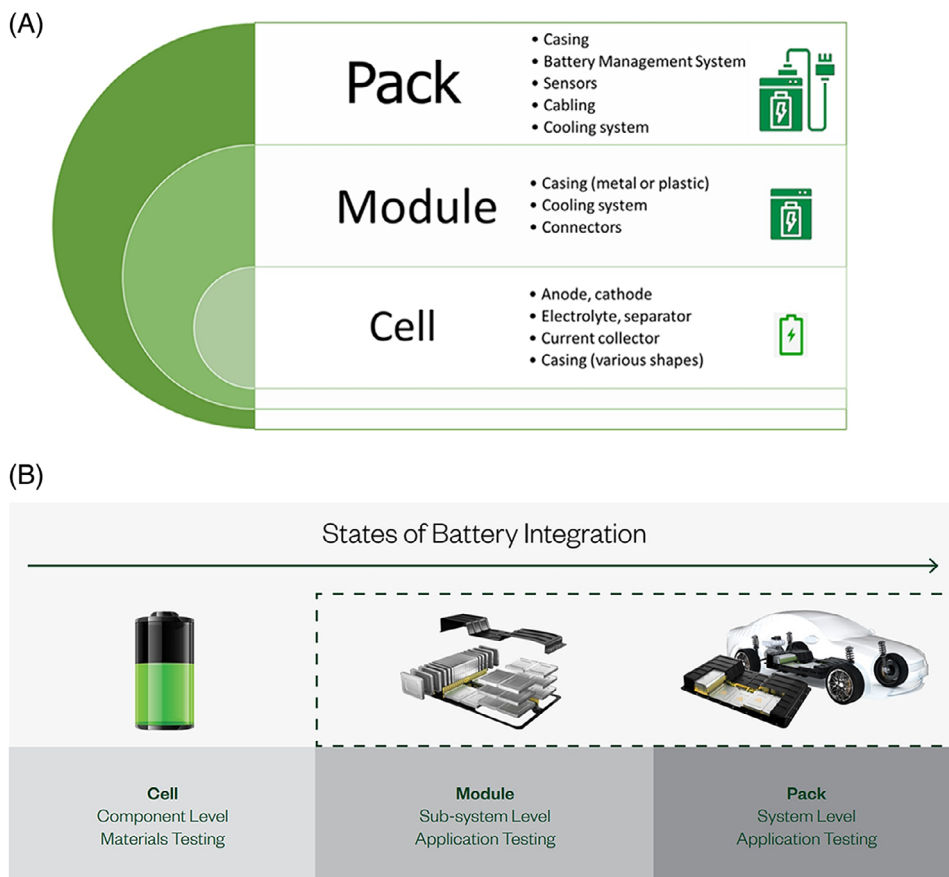 (A)
Pack
• Casing
• Battery Management System
• Sensors
• Cabling
• Cooling system
Module
• Casing (metal or plastic)
• Cooling system
• Connectors
Cell
• Anode, cathode
• Electrolyte, separator
• Current collector
• Casing (various shapes)
(B)
States of Battery Integration
Cell
Component Level
Materials Testing
Module
Sub-system Level
Application Testing
Pack
System Level
Application Testing